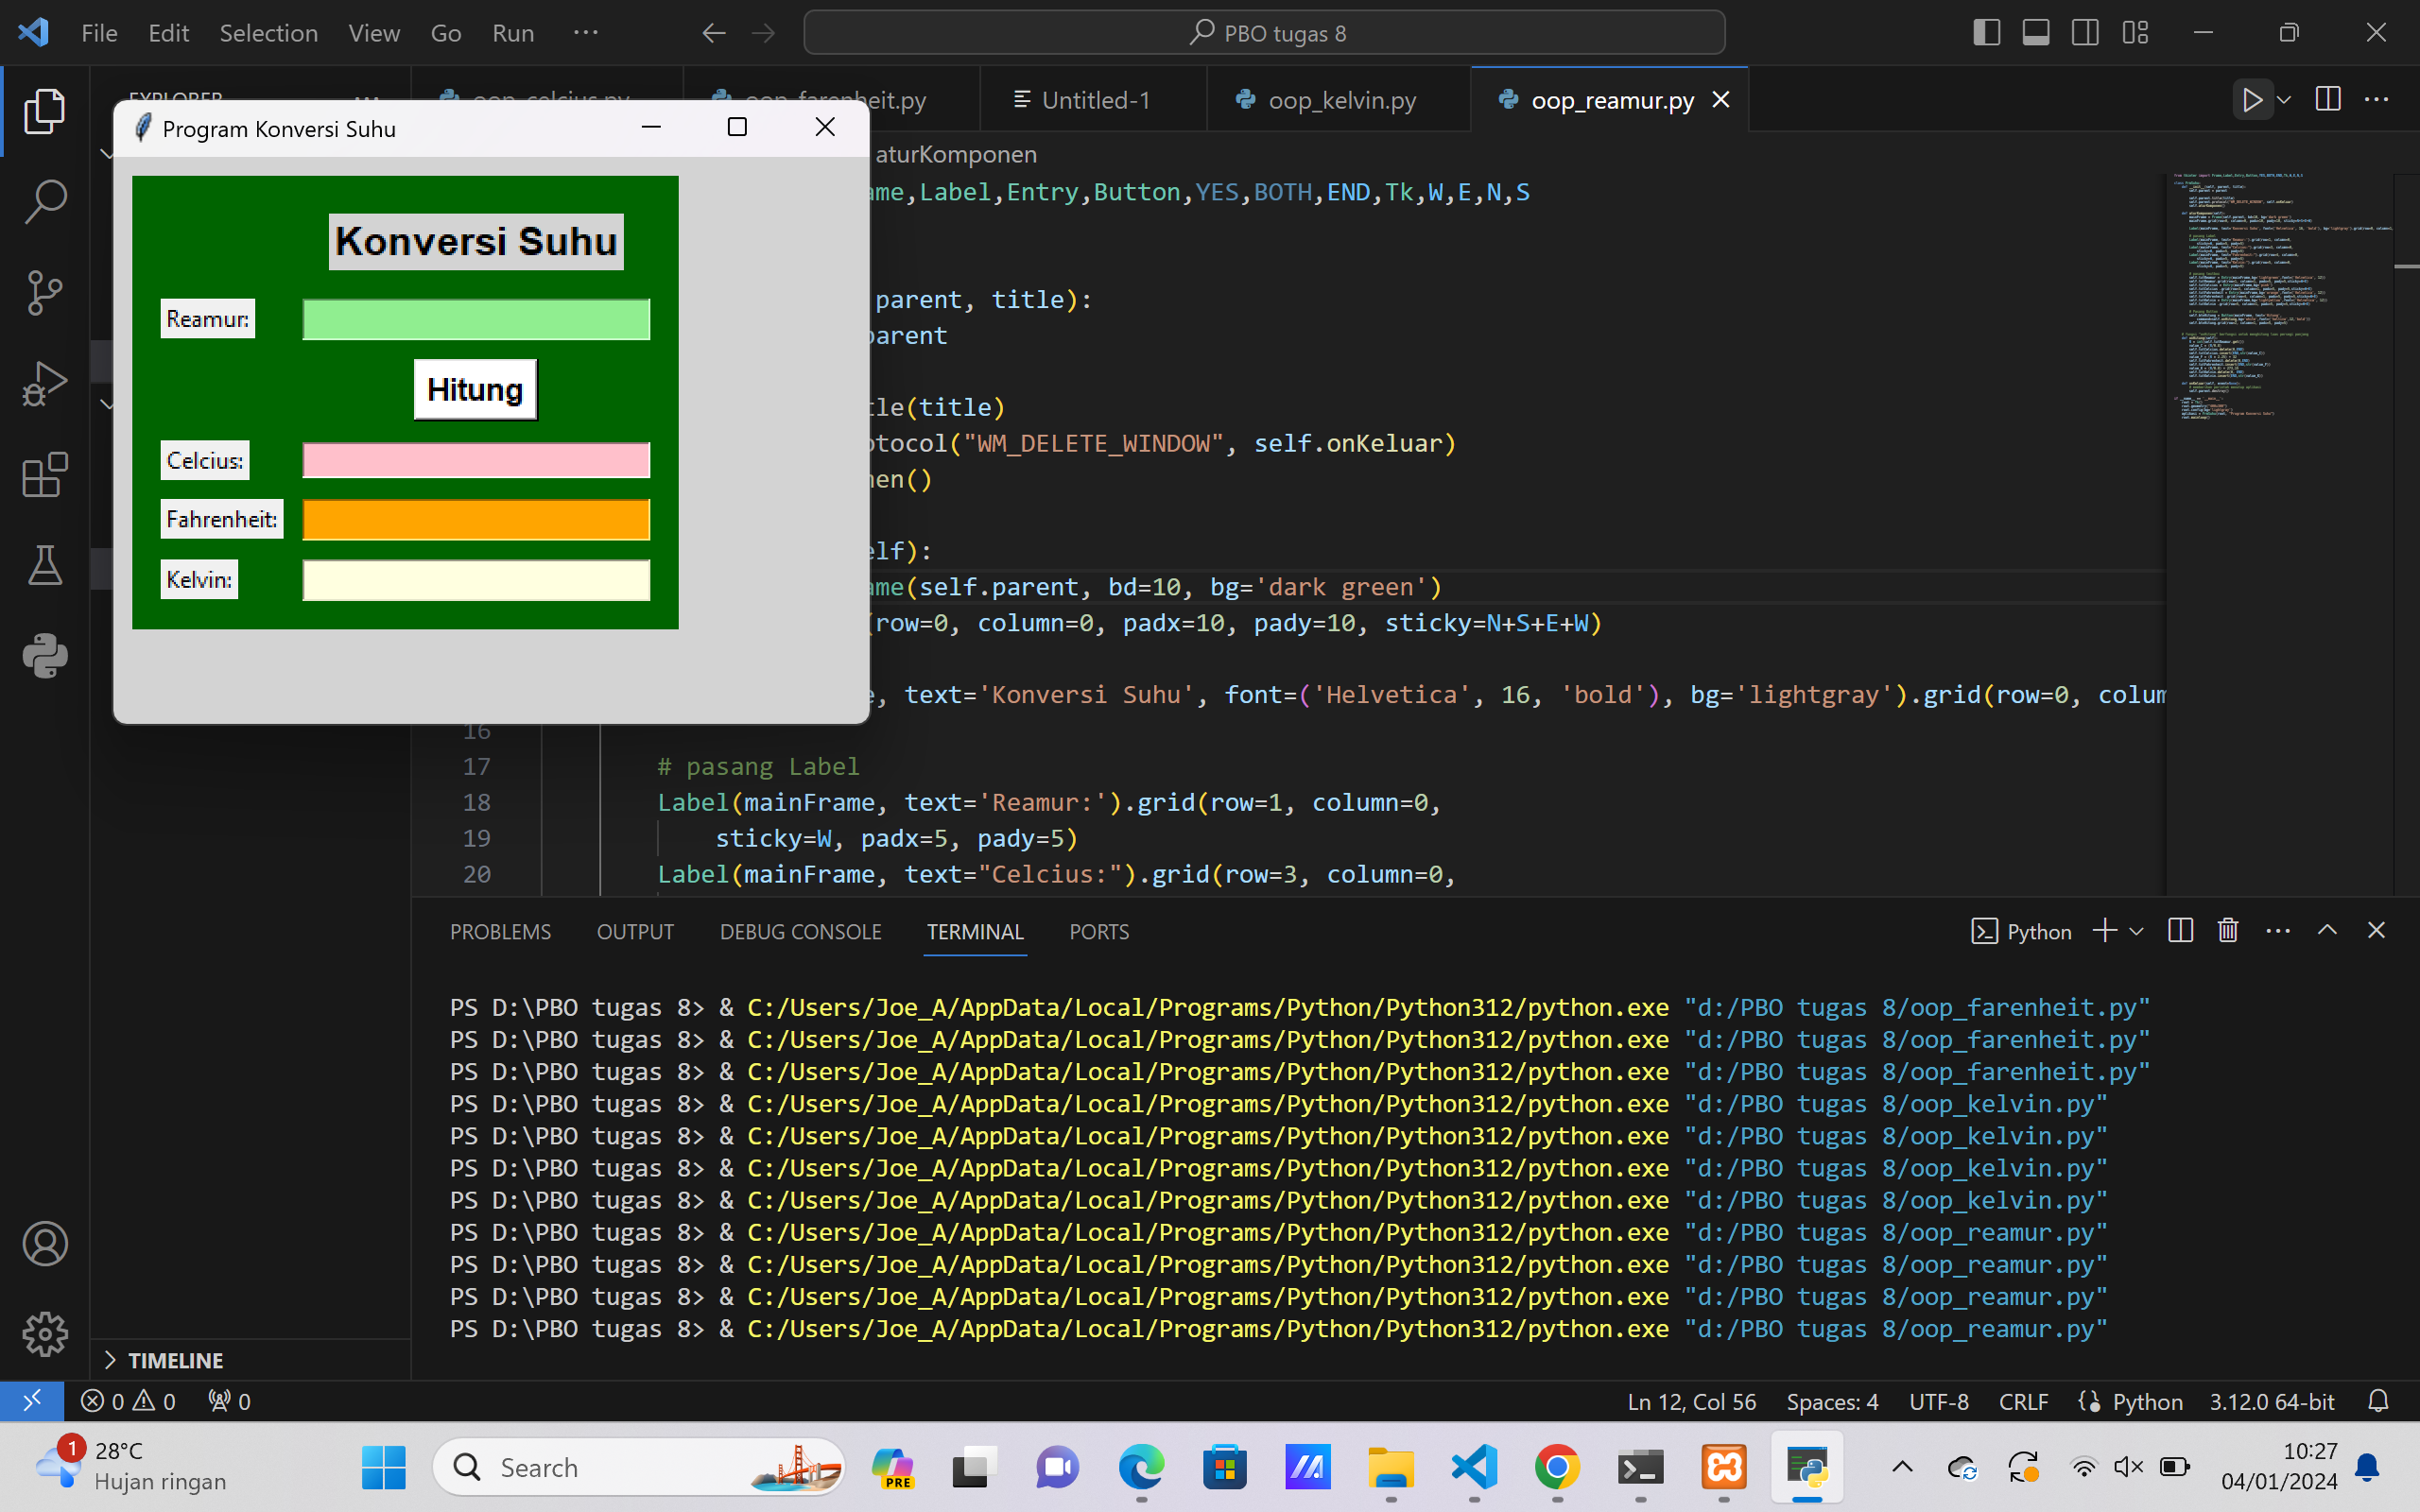 File Edit Selection View Go Run ···
PBO tugas 8
EXPLORER
oop_celcius.py
oop_farenheit.py
Untitled-1
oop_kelvin.py
oop_reamur.py
Program Konversi Suhu
Konversi Suhu
Reamur:
Hitung
Celcius:
Fahrenheit:
Kelvin:
aturKomponen
me,Label,Entry,Button,YES,BOTH,END,Tk,W,E,N,S
parent, title):
parent
tle(title)
otocol("WM_DELETE_WINDOW", self.onKeluar)
nen()
elf):
ame(self.parent, bd=10, bg='dark green')
(row=0, column=0, padx=10, pady=10, sticky=N+S+E+W)
, text='Konversi Suhu', font=('Helvetica', 16, 'bold'), bg='lightgray').grid(row=0, colum
16
17 # pasang Label
18 Label(mainFrame, text='Reamur:').grid(row=1, column=0,
19 sticky=W, padx=5, pady=5)
20 Label(mainFrame, text="Celcius:").grid(row=3, column=0,
PROBLEMS OUTPUT DEBUG CONSOLE TERMINAL PORTS
Python
PS D:\PBO tugas 8> & C:/Users/Joe_A/AppData/Local/Programs/Python/Python312/python.exe "d:/PBO tugas 8/oop_farenheit.py"
PS D:\PBO tugas 8> & C:/Users/Joe_A/AppData/Local/Programs/Python/Python312/python.exe "d:/PBO tugas 8/oop_farenheit.py"
PS D:\PBO tugas 8> & C:/Users/Joe_A/AppData/Local/Programs/Python/Python312/python.exe "d:/PBO tugas 8/oop_farenheit.py"
PS D:\PBO tugas 8> & C:/Users/Joe_A/AppData/Local/Programs/Python/Python312/python.exe "d:/PBO tugas 8/oop_kelvin.py"
PS D:\PBO tugas 8> & C:/Users/Joe_A/AppData/Local/Programs/Python/Python312/python.exe "d:/PBO tugas 8/oop_kelvin.py"
PS D:\PBO tugas 8> & C:/Users/Joe_A/AppData/Local/Programs/Python/Python312/python.exe "d:/PBO tugas 8/oop_kelvin.py"
PS D:\PBO tugas 8> & C:/Users/Joe_A/AppData/Local/Programs/Python/Python312/python.exe "d:/PBO tugas 8/oop_kelvin.py"
PS D:\PBO tugas 8> & C:/Users/Joe_A/AppData/Local/Programs/Python/Python312/python.exe "d:/PBO tugas 8/oop_reamur.py"
PS D:\PBO tugas 8> & C:/Users/Joe_A/AppData/Local/Programs/Python/Python312/python.exe "d:/PBO tugas 8/oop_reamur.py"
PS D:\PBO tugas 8> & C:/Users/Joe_A/AppData/Local/Programs/Python/Python312/python.exe "d:/PBO tugas 8/oop_reamur.py"
PS D:\PBO tugas 8> & C:/Users/Joe_A/AppData/Local/Programs/Python/Python312/python.exe "d:/PBO tugas 8/oop_reamur.py"
TIMELINE
0 0 0
Ln 12, Col 56 Spaces: 4 UTF-8 CRLF Python 3.12.0 64-bit
1
28°C
Hujan ringan
Search
PRE
10:27
04/01/2024